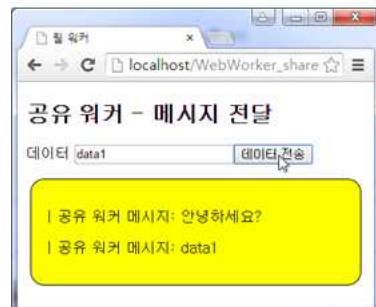 웹 워커
localhost/WebWorker_share
공유 워커 - 메시지 전달
데이터 data1 데이터 전송
| 공유 워커 메시지: 안녕하세요?
| 공유 워커 메시지: data1